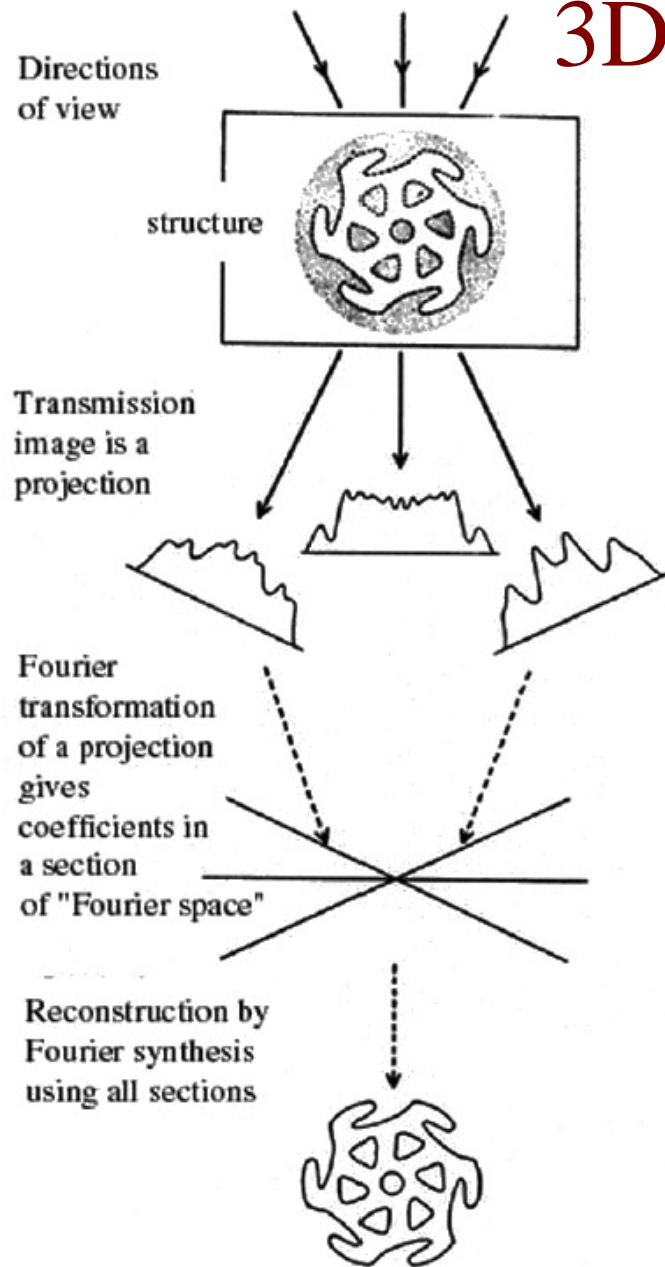 3D
Directions
of view
structure
Transmission
image is a
projection
Fourier
transformation
of a projection
gives
coefficients in
a section
of "Fourier space"
Reconstruction by
Fourier synthesis
using all sections